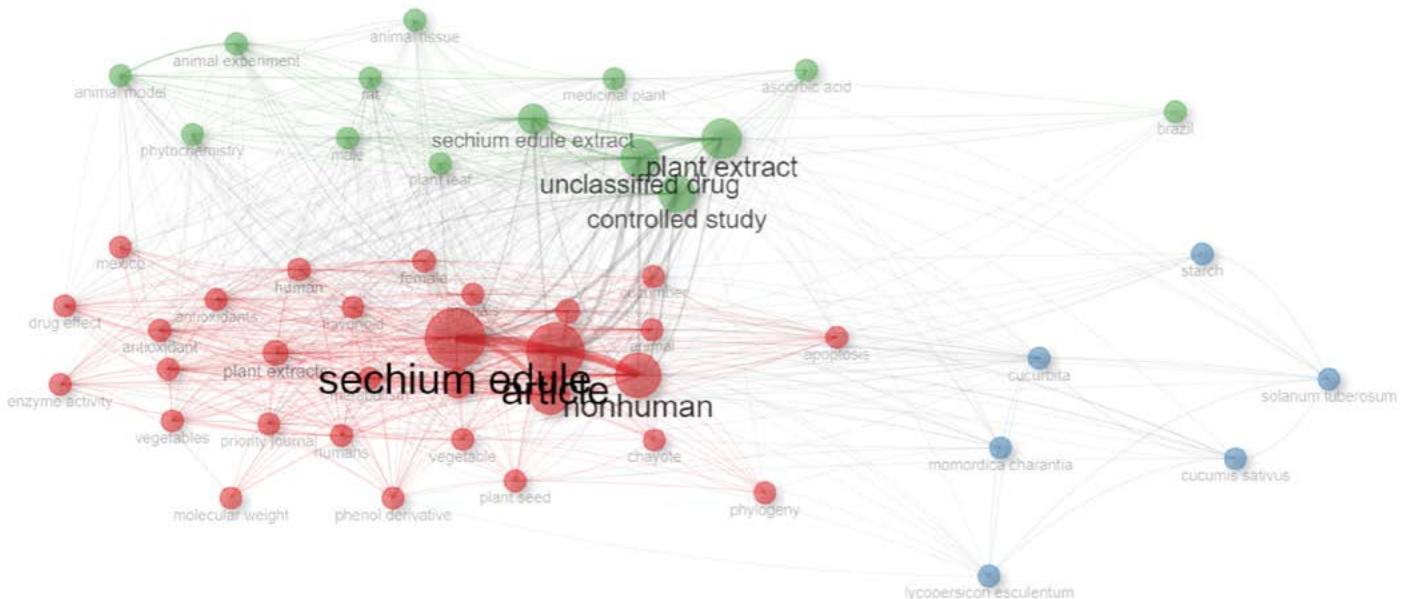 animal tissue
animal experiment
animal model
rat
medicinal plant
ascorbic acid
brazil
phytochemistry
male
sechium edule extract
plant extract
plant leaf
unclassified drug
controlled study
mexico
human
female
starch
drug effect
antioxidants
flavonoid
antioxidant
animal
apoptosis
plant extracts
cucurbita
sechium edule
article
nonhuman
enzyme activity
solanum tuberosum
vegetables
priority journal
humans
vegetable
chayote
momordica charantia
cucumis sativus
molecular weight
phenol derivative
plant seed
phylogeny
lycopersicon esculentum